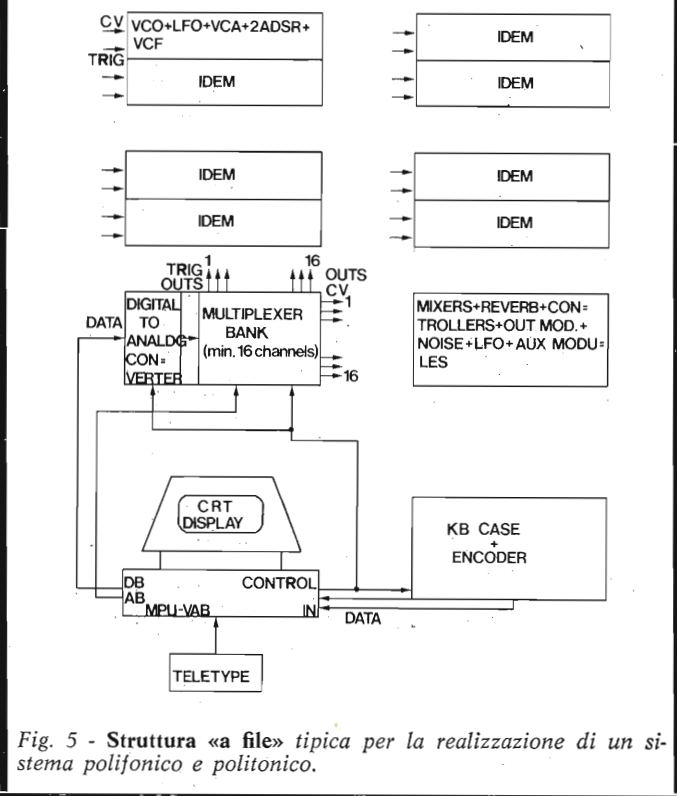 CV
VCO+LFO+VCA+2ADSR+
VCF
TRIG
IDEM
IDEM
IDEM
IDEM
IDEM
IDEM
IDEM
TRIG
OUTS
1
16
OUTS
CV
1
16
DATA
DIGITAL
TO
ANALOG
CON=
VERTER
MULTIPLEXER
BANK
(min. 16 channels)
MIXERS+REVERB+CON=
TROLLERS+OUT MOD.+
NOISE+LFO+AUX MODU=
LES
CRT
DISPLAY
KB CASE
+
ENCODER
DB
AB
MPU-VAB
CONTROL
IN
DATA
TELETYPE
Fig. 5 - Struttura «a file» tipica per la realizzazione di un si-
stema polifonico e politonico.